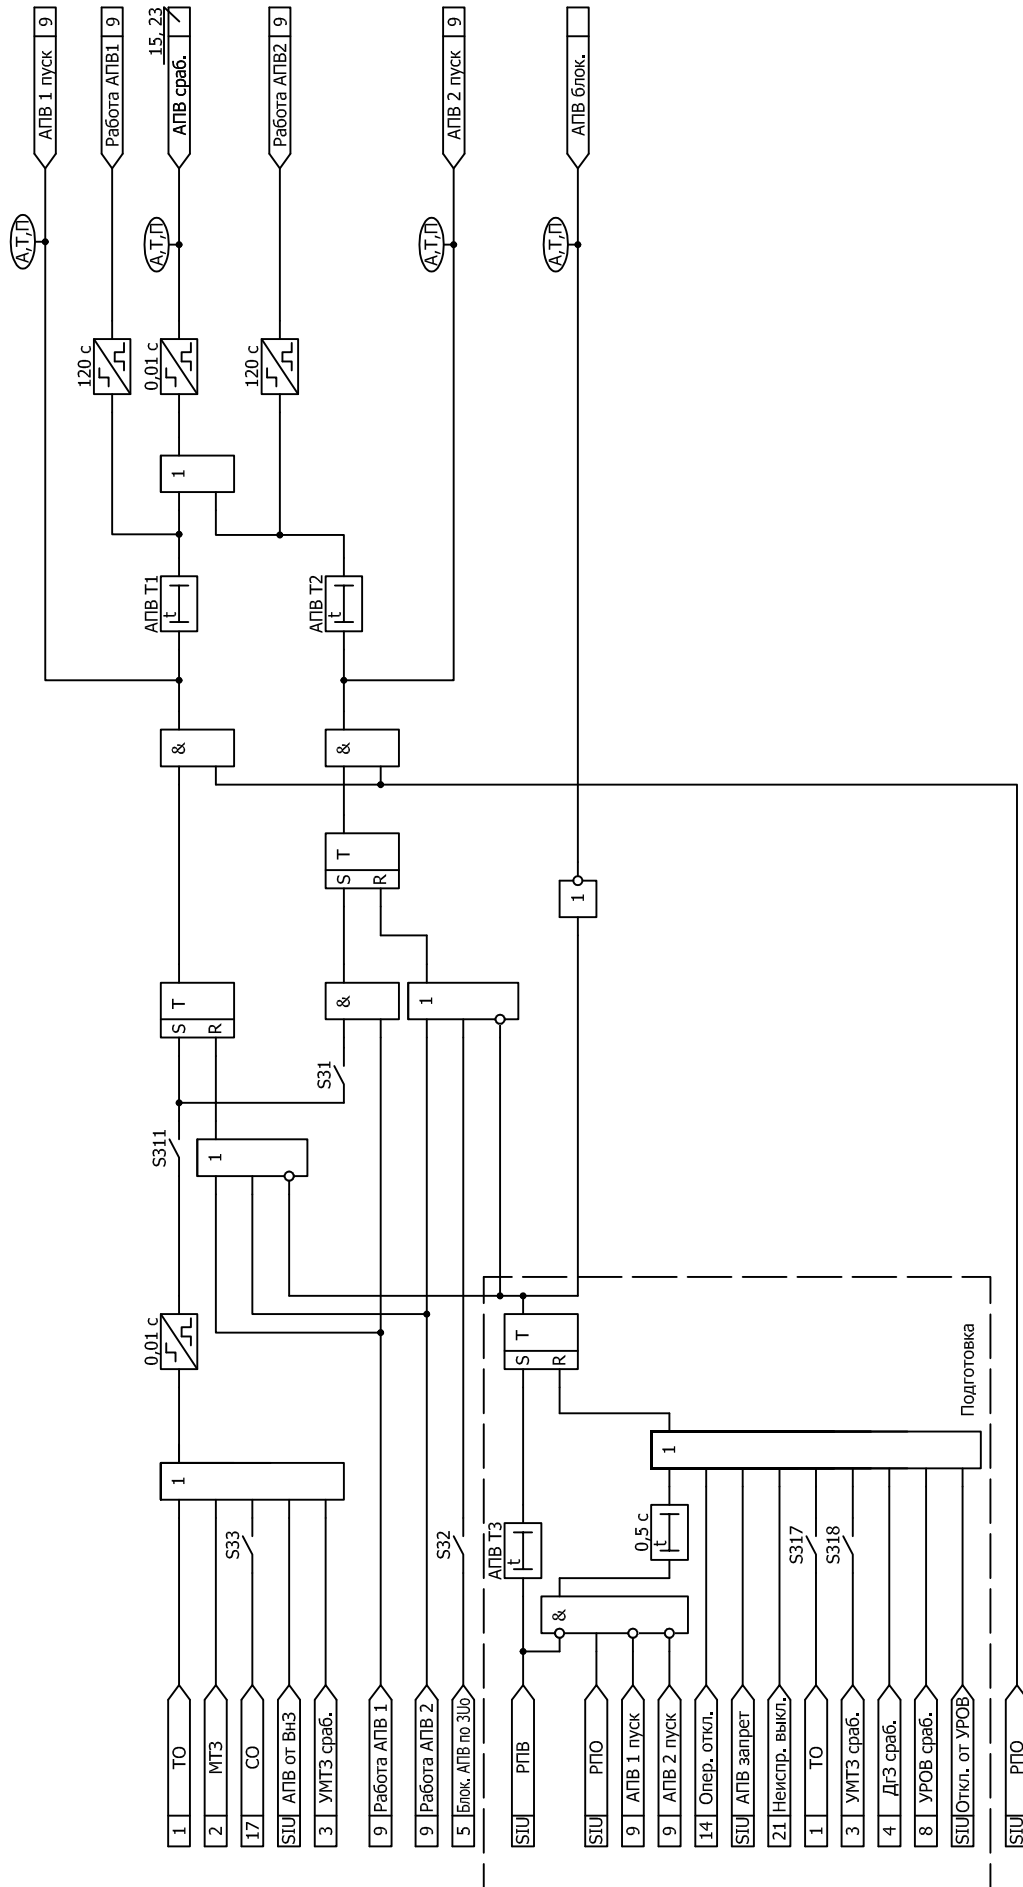 АПВ 1 пуск 9
Работа АПВ1 9
15, 23
АПВ сраб.
Работа АПВ2 9
АПВ 2 пуск 9
АПВ блок.
А,Т,П
А,Т,П
А,Т,П
А,Т,П
120 с
0,01 с
120 с
1
АПВ Т1
t
АПВ Т2
t
&
&
S T
R
1
S T
R
&
1
S31
S311
1
0,01 с
S T
R
Подготовка
1
1
S33
S32
АПВ Т3
t
0,5 с
t
S317
S318
&
1 ТО
2 МТЗ
17 СО
SIU АПВ от ВнЗ
3 УМТЗ сраб.
9 Работа АПВ 1
9 Работа АПВ 2
5 Блок. АПВ по 3Uo
SIU РПВ
SIU РПО
9 АПВ 1 пуск
9 АПВ 2 пуск
14 Опер. откл.
SIU АПВ запрет
21 Неиспр. выкл.
1 ТО
3 УМТЗ сраб.
4 ДгЗ сраб.
8 УРОВ сраб.
SIU Откл. от УРОВ
SIU РПО